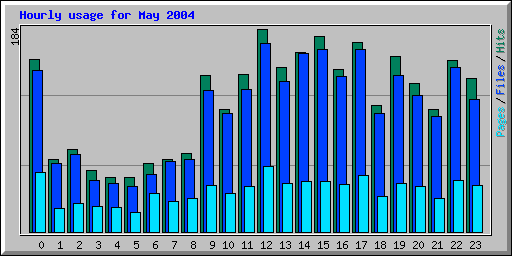 Hourly usage for May 2004
184
Pages/Files/Hits
0 1 2 3 4 5 6 7 8 9 10 11 12 13 14 15 16 17 18 19 20 21 22 23